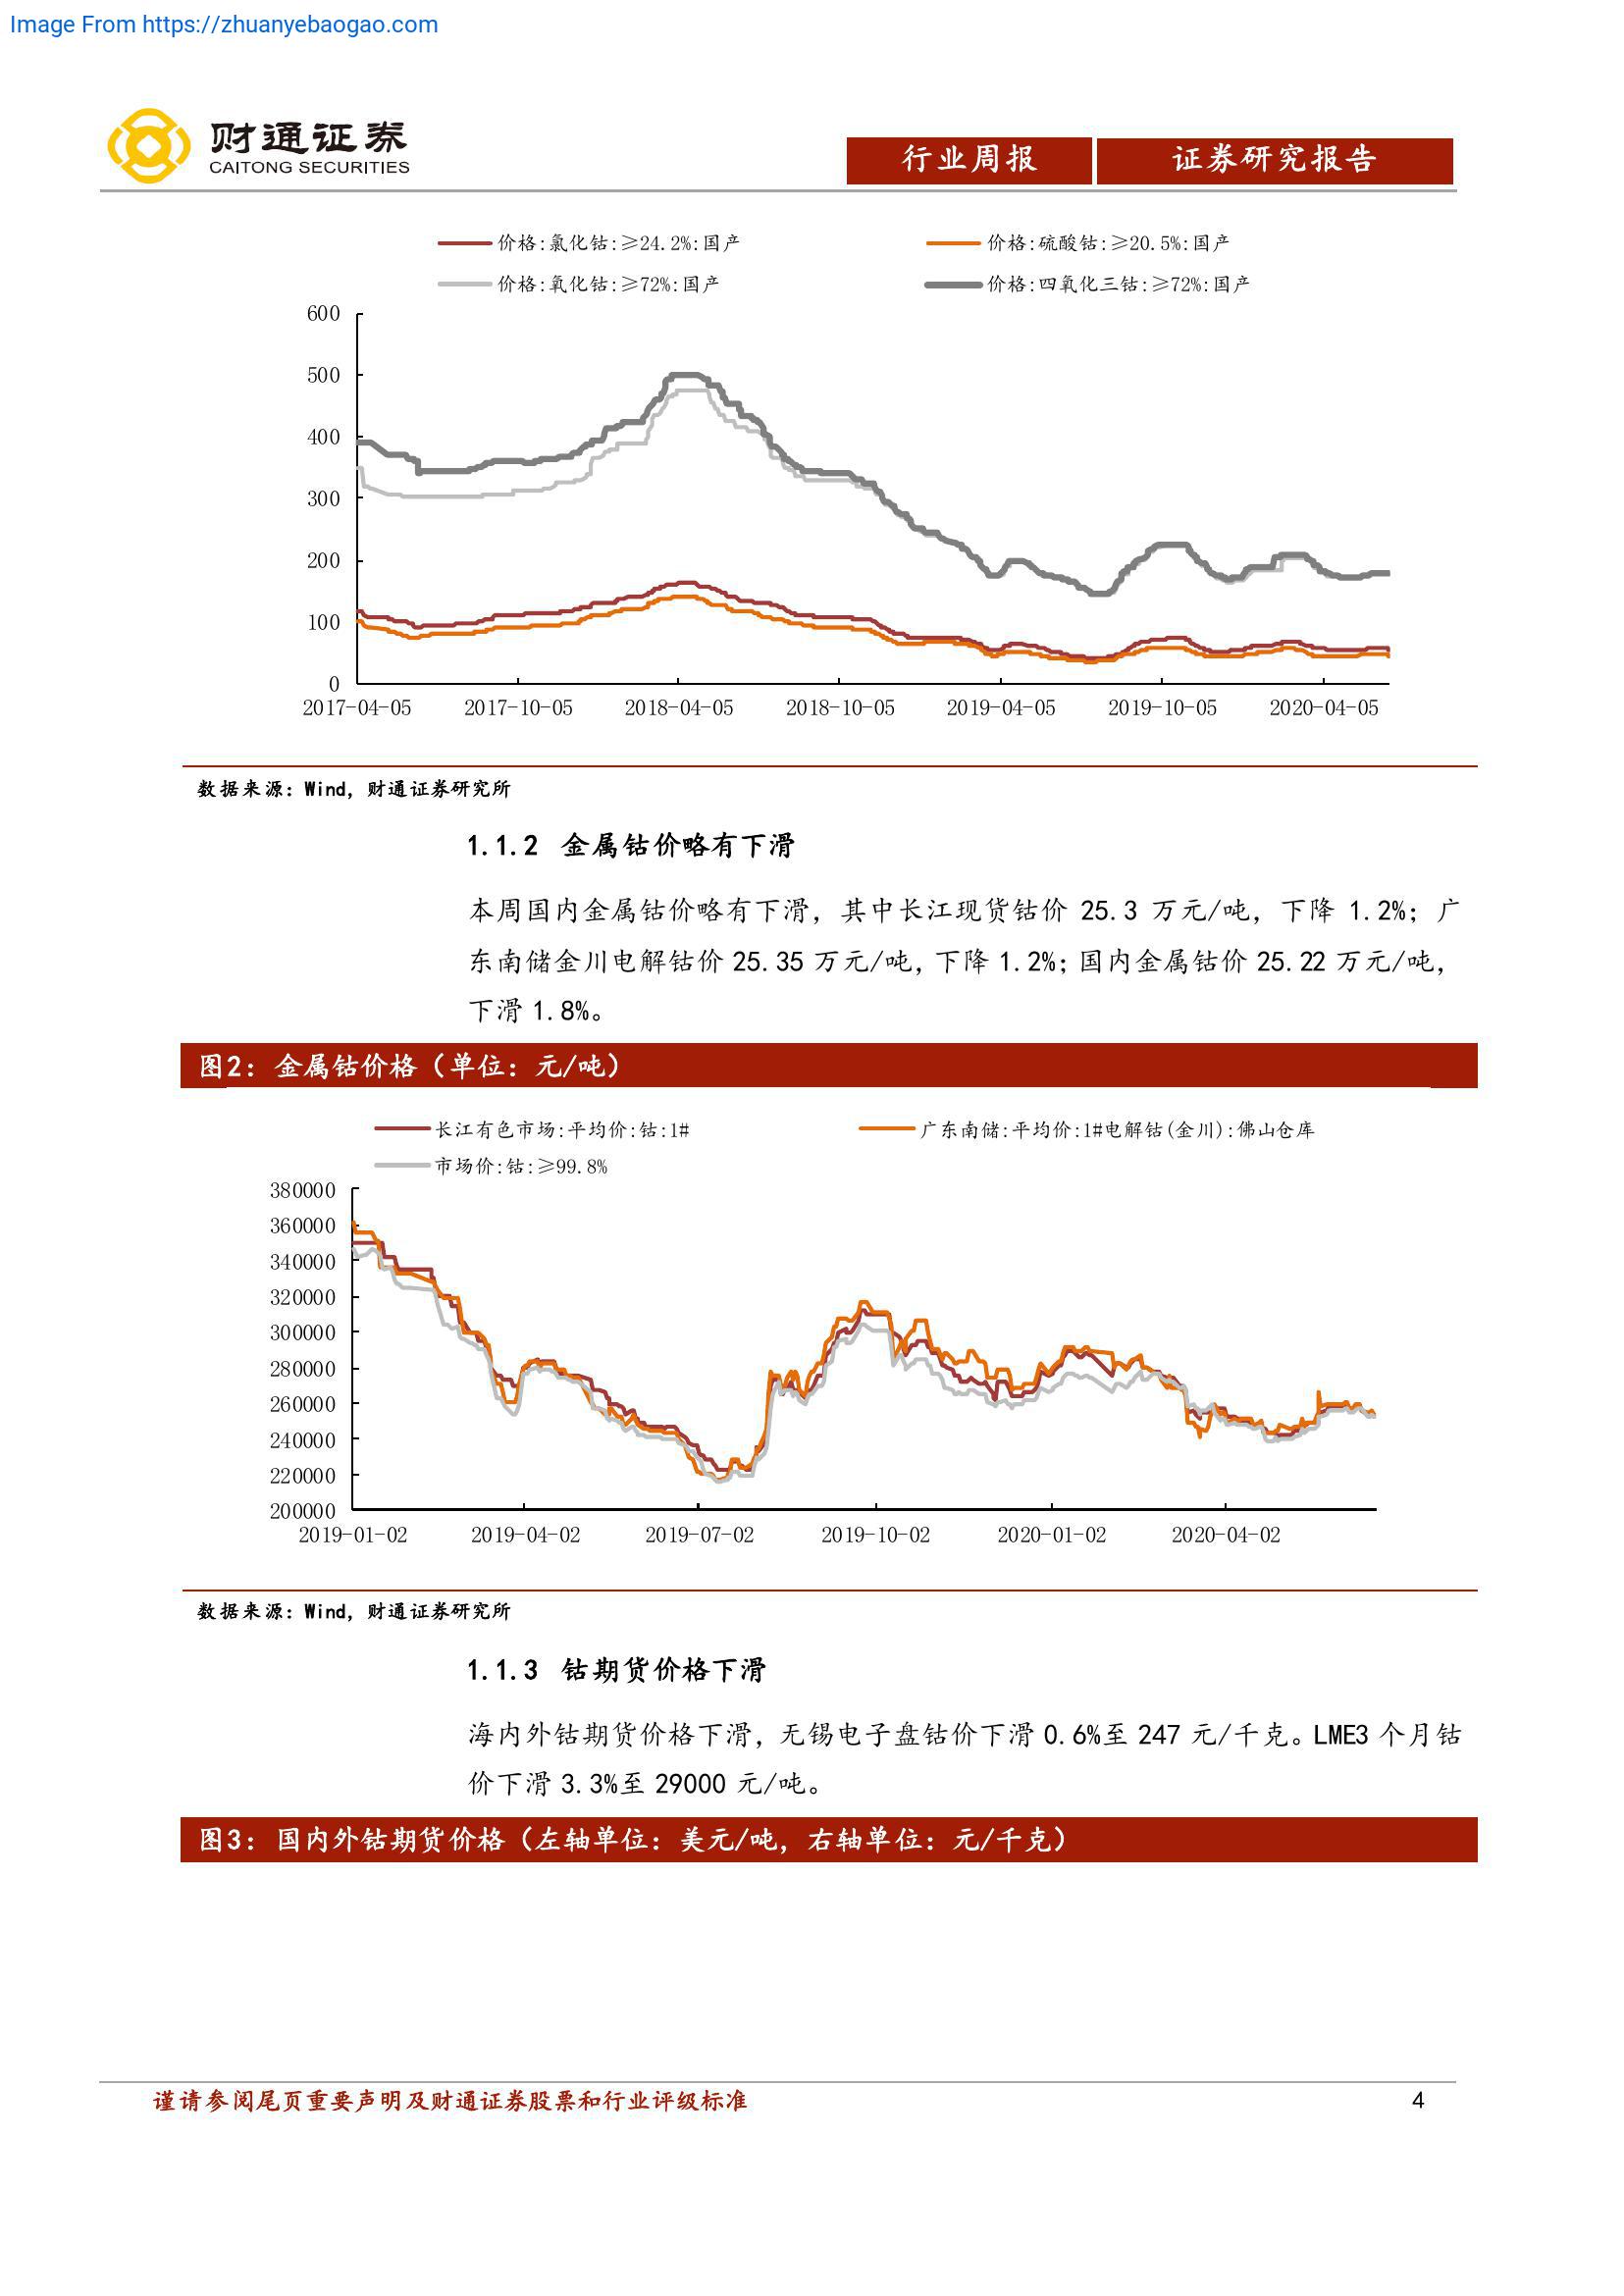 Image From https://zhuanyebaogao.com
财通证券
CAITONG SECURITIES
行业周报
证券研究报告
价格:氯化钴:≥24.2%:国产
价格:硫酸钴:≥20.5%:国产
价格:氧化钴:≥72%:国产
价格:四氧化三钴:≥72%:国产
600
500
400
300
200
100
0
2017-04-05 2017-10-05 2018-04-05 2018-10-05 2019-04-05 2019-10-05 2020-04-05
数据来源：Wind，财通证券研究所
1.1.2 金属钴价略有下滑
本周国内金属钴价略有下滑，其中长江现货钴价 25.3 万元/吨，下降 1.2%；广
东南储金川电解钴价 25.35 万元/吨，下降 1.2%；国内金属钴价 25.22 万元/吨，
下滑 1.8%。
图2：金属钴价格（单位：元/吨）
长江有色市场:平均价:钴:1#
广东南储:平均价:1#电解钴(金川):佛山仓库
市场价:钴:≥99.8%
380000
360000
340000
320000
300000
280000
260000
240000
220000
200000
2019-01-02 2019-04-02 2019-07-02 2019-10-02 2020-01-02 2020-04-02
数据来源：Wind，财通证券研究所
1.1.3 钴期货价格下滑
海内外钴期货价格下滑，无锡电子盘钴价下滑 0.6%至 247 元/千克。LME3 个月钴
价下滑 3.3%至 29000 元/吨。
图3：国内外钴期货价格（左轴单位：美元/吨，右轴单位：元/千克）
谨请参阅尾页重要声明及财通证券股票和行业评级标准
4